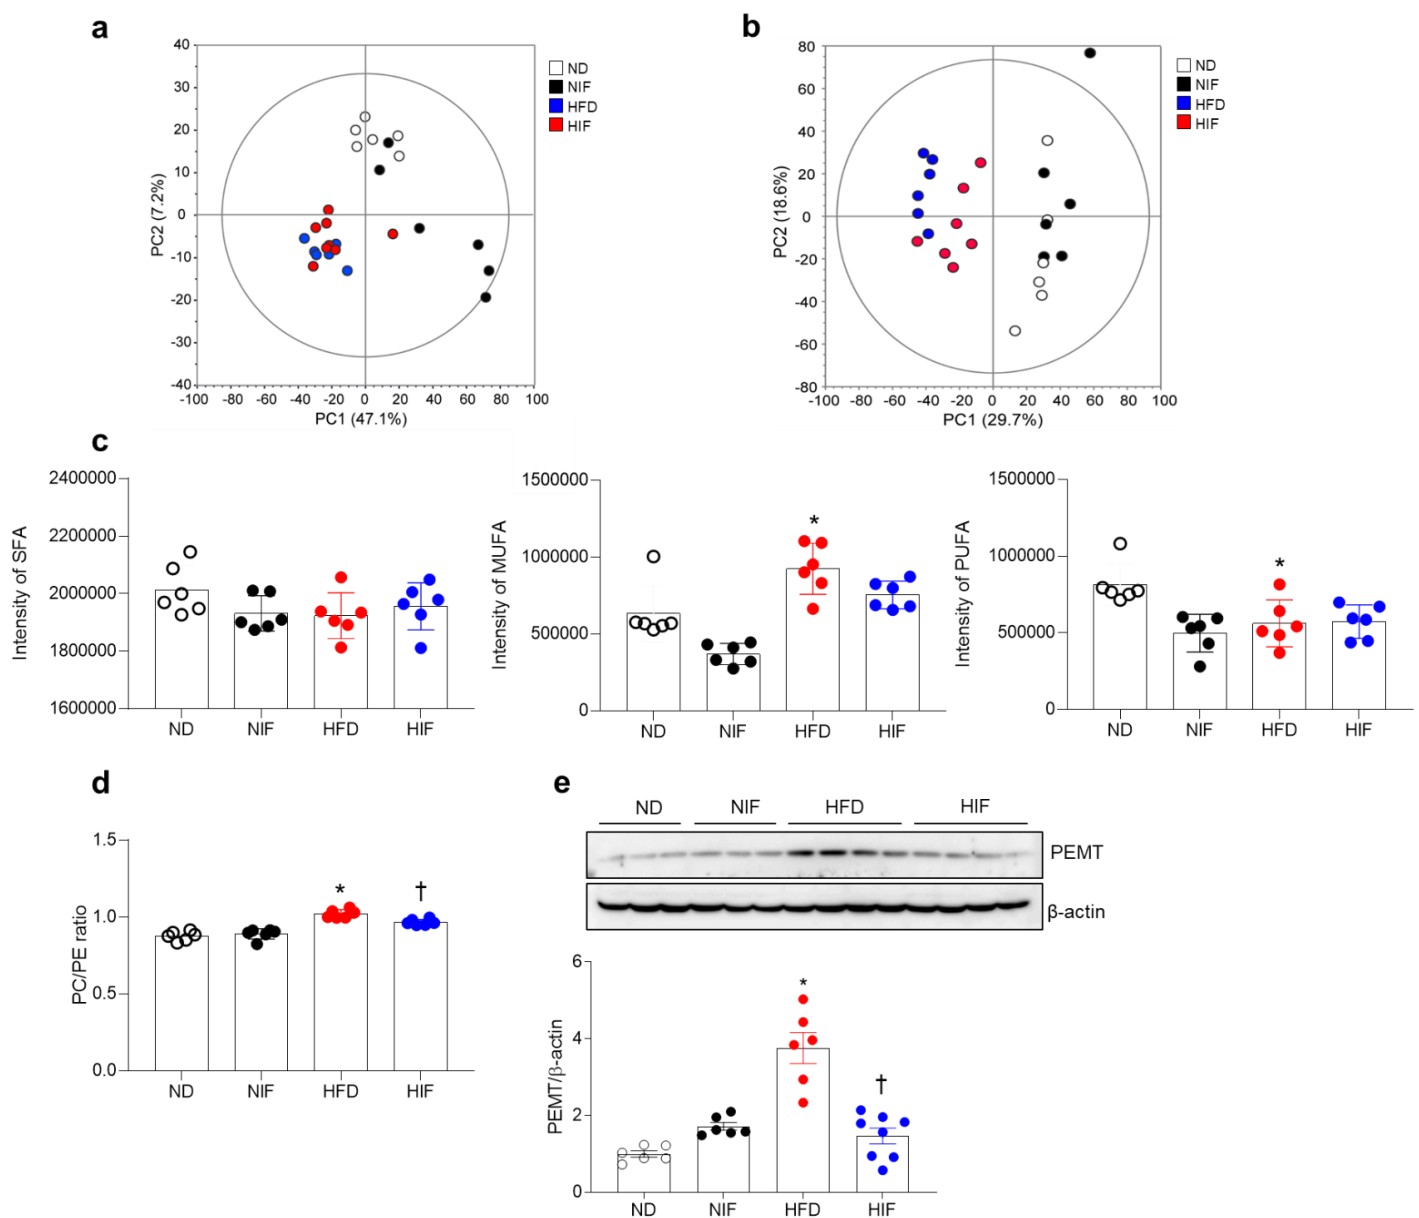 a
40
30
20
10
0
-10
-20
-30
-40
-100 -80 -60 -40 -20 0 20 40 60 80 100
PC2 (7.2%)
PC1 (47.1%)
ND
NIF
HFD
HIF
b
80
60
40
20
0
-20
-40
-60
-80
-100 -80 -60 -40 -20 0 20 40 60 80 100
PC2 (18.6%)
PC1 (29.7%)
ND
NIF
HFD
HIF
c
Intensity of SFA
2400000
2200000
2000000
1800000
1600000
ND NIF HFD HIF
Intensity of MUFA
1500000
1000000
500000
0
*
ND NIF HFD HIF
Intensity of PUFA
1500000
1000000
500000
0
*
ND NIF HFD HIF
d
PC/PE ratio
1.5
1.0
0.5
0.0
* †
ND NIF HFD HIF
e
ND NIF HFD HIF
PEMT
β-actin
PEMT/β-actin
6
4
2
0
*
†
ND NIF HFD HIF